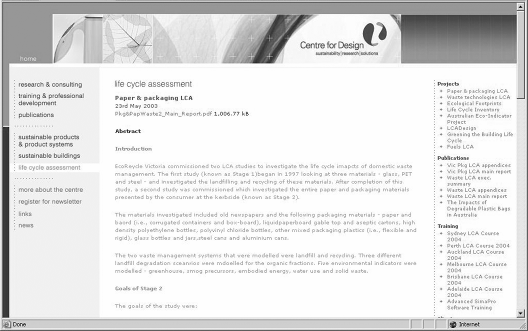 Centre for Design
sustainability|research|solutions
home
research & consulting
training & professional
development
publications
sustainable products
& product systems
sustainable buildings
life cycle assessment
more about the centre
register for newsletter
links
news
life cycle assessment
Paper & packaging LCA
23rd May 2003
Pkg&PapWaste2_Main_Report.pdf 1,006.77 kB
Abstract
Introduction
EcoRecycle Victoria commissioned two LCA studies to investigate the life cycle impacts of domestic waste
management. The first study (known as Stage 1)began in 1997 looking at three materials - glass, PET
and steel - and investigated the landfilling and recycling of these materials. After completion of this
study, a second study was commissioned which investigated the entire paper and packaging materials
presented by the consumer at the kerbside (known as Stage 2).
The materials investigated included old newspapers and the following packaging materials - paper and
board (i.e., corrugated containers and box-board), liquidpaperboard gable top and aseptic cartons, high
density polyethylene bottles, polyvinyl chloride bottles, other mixed packaging plastics (i.e., flexible and
rigid), glass bottles and jars,steel cans and aluminium cans.
The two waste management systems that were modelled were landfill and recycling. Three different
landfill degradation scenarios were modelled for the organic fractions. Five environmental indicators were
modelled - greenhouse, smog precursors, embodied energy, water use and solid waste.
Goals of Stage 2
The goals of the study were:
Projects
+ Paper & packaging LCA
+ Waste technologies LCA
+ Ecological Footprints
+ Life Cycle Inventory
+ Australian Eco-Indicator
Project
+ LCADesign
+ Greening the Building Life
Cycle
+ Fuels LCA
Publications
+ Vic Pkg LCA appendices
+ Vic Pkg LCA main report
+ Waste LCA exec.
summary
+ Waste LCA appendices
+ Waste LCA main report
+ The Impacts of
Degradable Plastic Bags
in Australia
Training
+ Sydney LCA Course
2004
+ Perth LCA Course 2004
+ Auckland LCA Course
2004
+ Melbourne LCA Course
2004
+ Brisbane LCA Course
2004
+ Adelaide LCA Course
2004
+ Advanced SimaPro
Software Training
Done
Internet